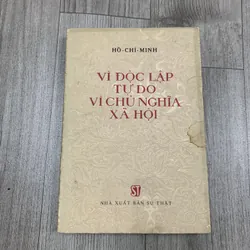 HỒ-CHÍ-MINH
VÌ ĐỘC LẬP
TỰ DO
VÌ CHỦ NGHĨA
XÃ HỘI
ST
NHÀ XUẤT BẢN SỰ THẬT